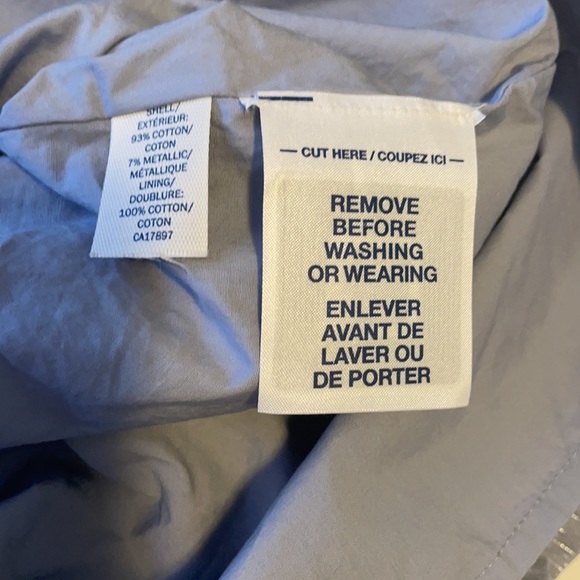 SHELL/
EXTÉRIEUR:
93% COTTON/
COTON
7% METALLIC/
MÉTALLIQUE
LINING/
DOUBLURE:
100% COTTON/
COTON
CA17897
— CUT HERE / COUPEZ ICI —
REMOVE
BEFORE
WASHING
OR WEARING
ENLEVER
AVANT DE
LAVER OU
DE PORTER